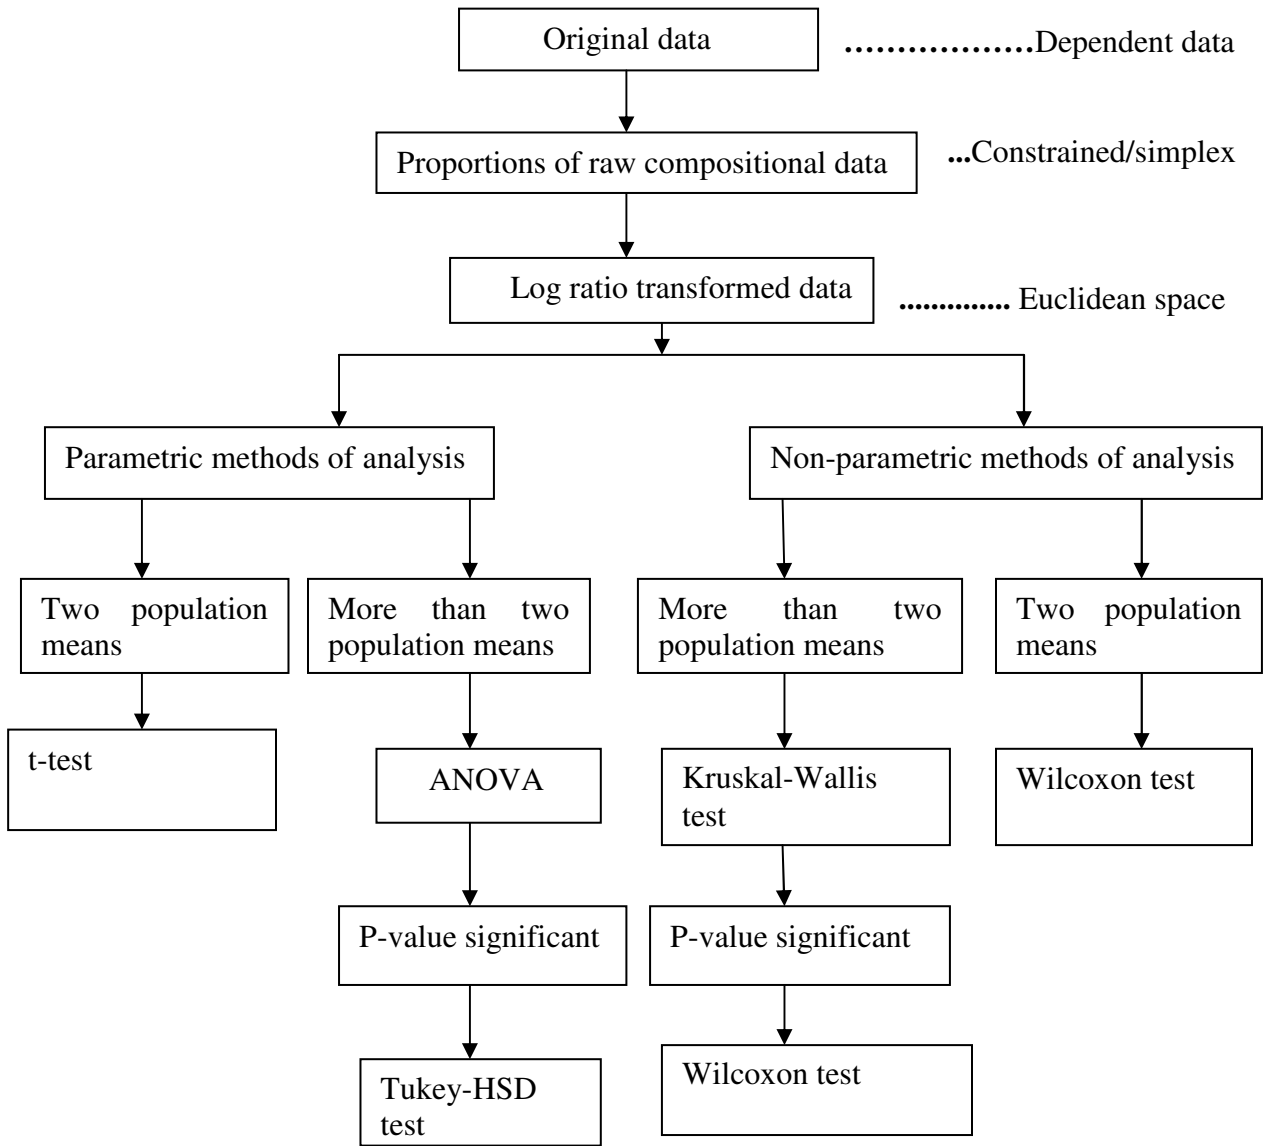 Original data
..................Dependent data
Proportions of raw compositional data
...Constrained/simplex
Log ratio transformed data
.............. Euclidean space
Parametric methods of analysis
Non-parametric methods of analysis
Two population
means
More than two
population means
More than two
population means
Two population
means
t-test
ANOVA
Kruskal-Wallis
test
Wilcoxon test
P-value significant
P-value significant
Tukey-HSD
test
Wilcoxon test